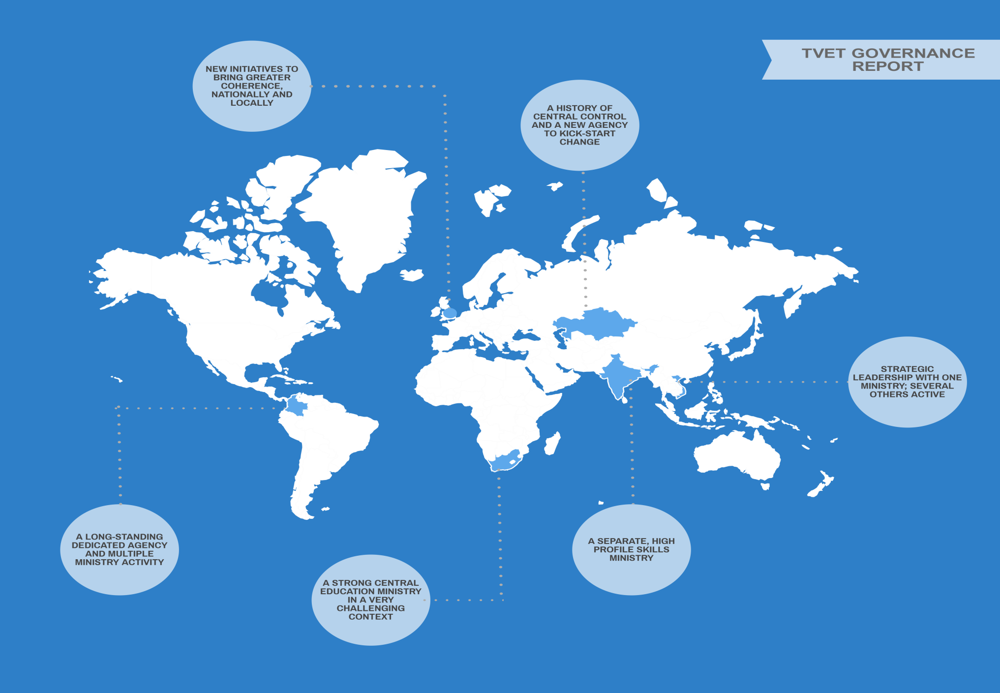 TVET GOVERNANCE
REPORT
NEW INITIATIVES TO
BRING GREATER
COHERENCE,
NATIONALLY AND
LOCALLY
A HISTORY OF
CENTRAL CONTROL
AND A NEW AGENCY
TO KICK-START
CHANGE
STRATEGIC
LEADERSHIP WITH ONE
MINISTRY; SEVERAL
OTHERS ACTIVE
A LONG-STANDING
DEDICATED AGENCY
AND MULTIPLE
MINISTRY ACTIVITY
A STRONG CENTRAL
EDUCATION MINISTRY
IN A VERY
CHALLENGING
CONTEXT
A SEPARATE, HIGH
PROFILE SKILLS
MINISTRY